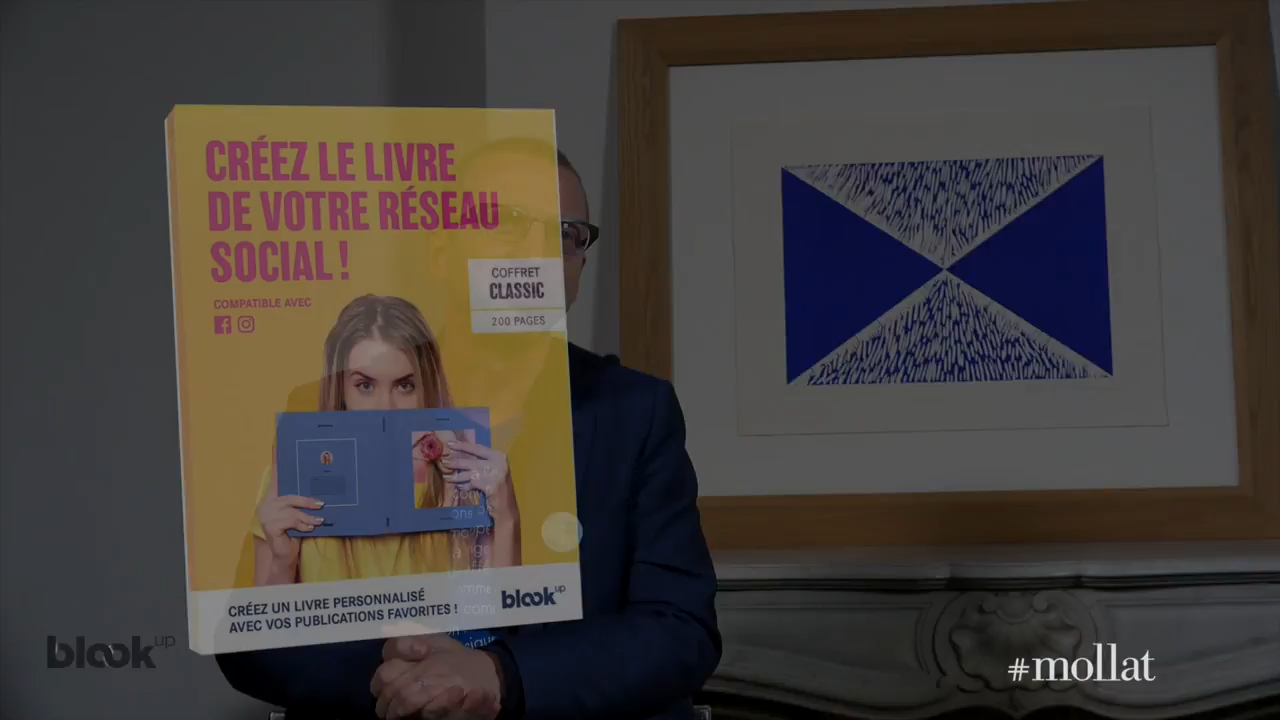 CRÉEZ LE LIVRE
DE VOTRE RÉSEAU
SOCIAL !
COMPATIBLE AVEC
COFFRET
CLASSIC
200 PAGES
CRÉEZ UN LIVRE PERSONNALISÉ
AVEC VOS PUBLICATIONS FAVORITES !
blookup
blookup
#mollat